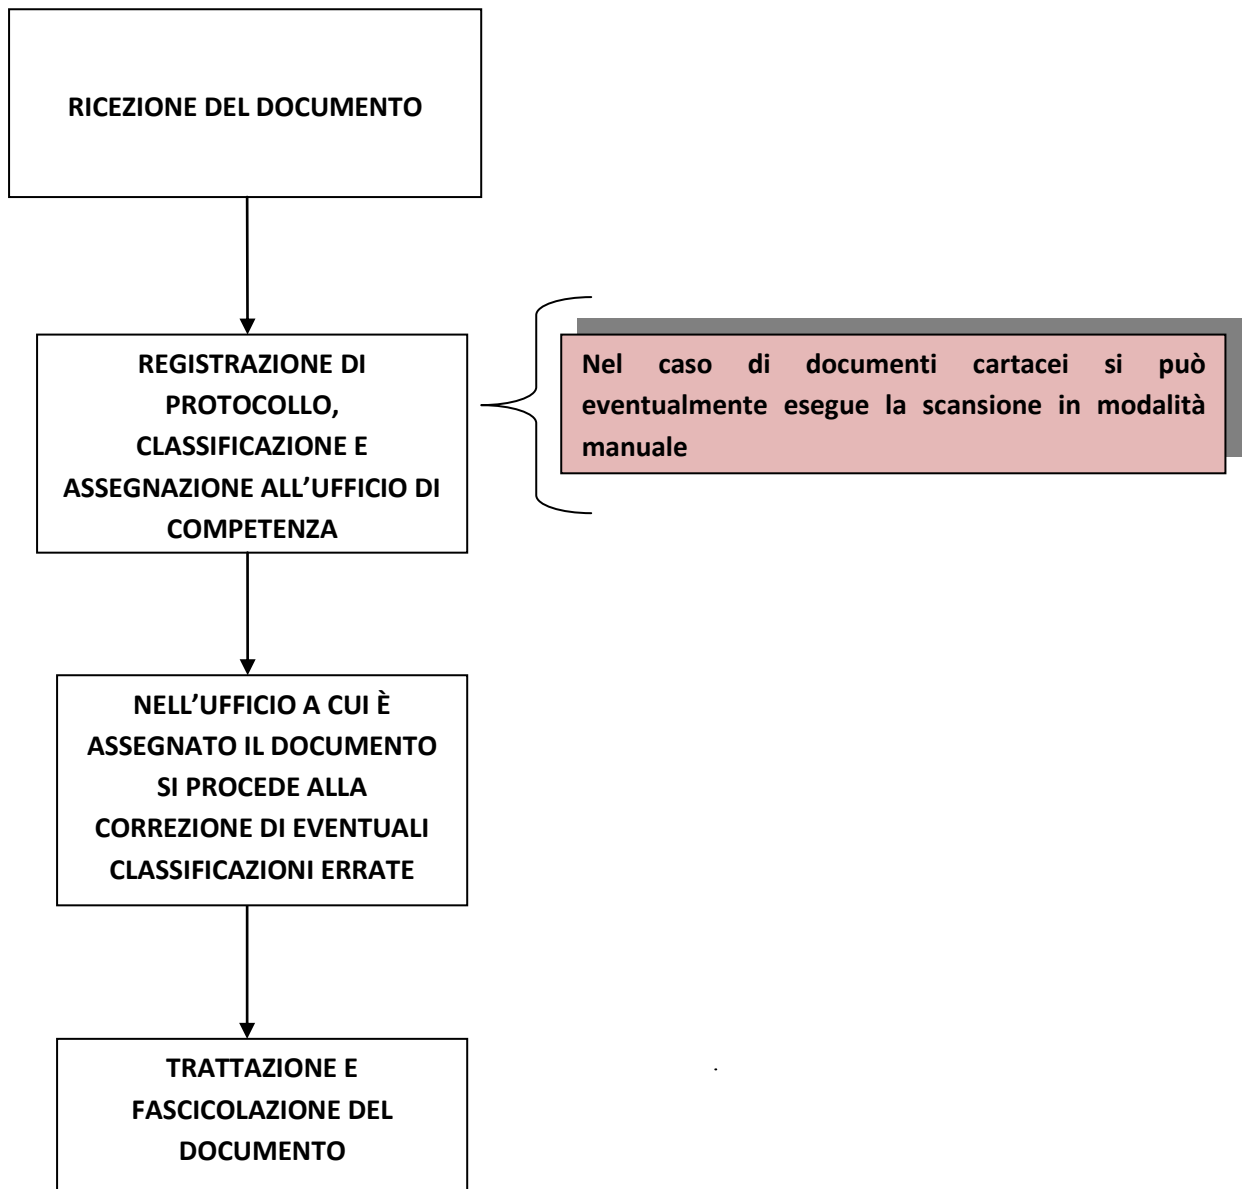 RICEZIONE DEL DOCUMENTO
REGISTRAZIONE DI
PROTOCOLLO,
CLASSIFICAZIONE E
ASSEGNAZIONE ALL’UFFICIO DI
COMPETENZA
Nel caso di documenti cartacei si può
eventualmente esegue la scansione in modalità
manuale
NELL’UFFICIO A CUI È
ASSEGNATO IL DOCUMENTO
SI PROCEDE ALLA
CORREZIONE DI EVENTUALI
CLASSIFICAZIONI ERRATE
TRATTAZIONE E
FASCICOLAZIONE DEL
DOCUMENTO